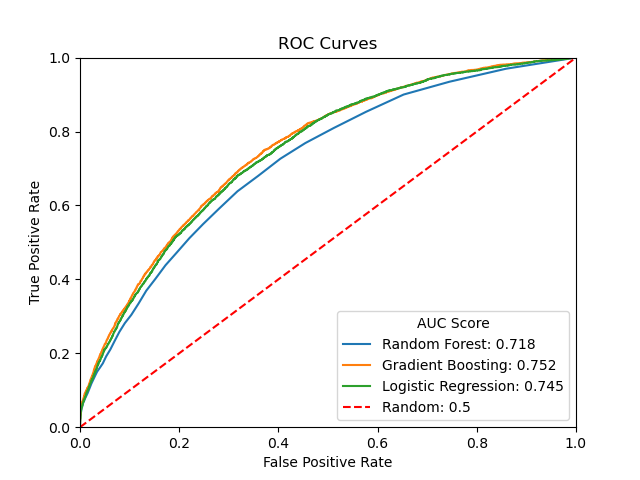 ROC Curves
True Positive Rate
1.0
0.8
0.6
0.4
0.2
0.0
0.0 0.2 0.4 0.6 0.8 1.0
False Positive Rate
AUC Score
Random Forest: 0.718
Gradient Boosting: 0.752
Logistic Regression: 0.745
Random: 0.5